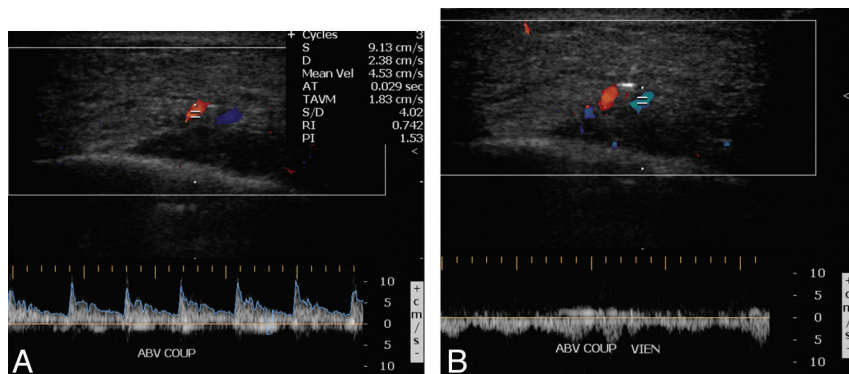 + Cycles 3
S 9.13 cm/s
D 2.38 cm/s
Mean Vel 4.53 cm/s
AT 0.029 sec
TAVM 1.83 cm/s
S/D 4.02
RI 0.742
PI 1.53
<
- 10
- 5
- 0
- 5
- 10
+
cm/s
-
ABV COUP
A
<
- 10
- 5
- 0
- 5
- 10
+
cm/s
-
ABV COUP VIEN
B